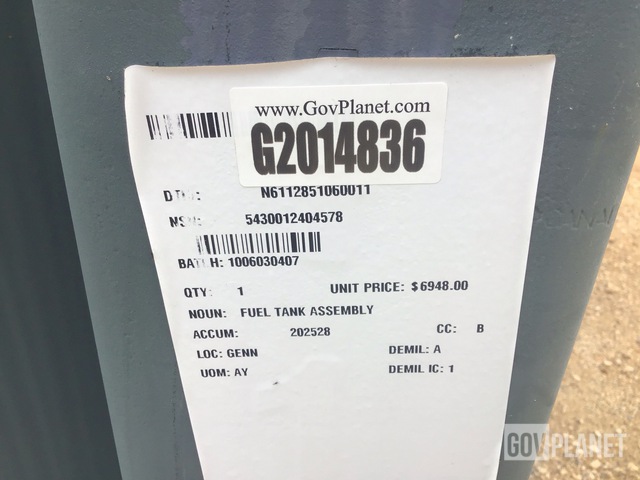 www.GovPlanet.com
G2014836
N6112851060011
5430012404578
BATCH: 1006030407
QTY: 1 UNIT PRICE: $6948.00
NOUN: FUEL TANK ASSEMBLY
ACCUM: 202528 CC: B
LOC: GENN DEMIL: A
UOM: AY DEMIL IC: 1
GOVPLANET